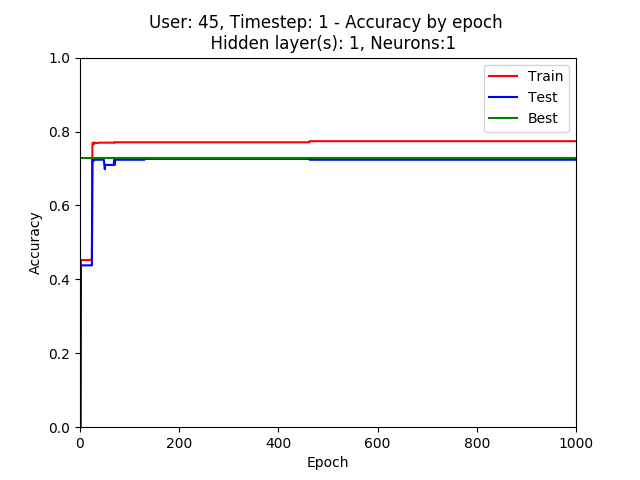 User: 45, Timestep: 1 - Accuracy by epoch
Hidden layer(s): 1, Neurons:1
1.0
0.8
0.6
0.4
0.2
0.0
Accuracy
Train
Test
Best
0 200 400 600 800 1000
Epoch